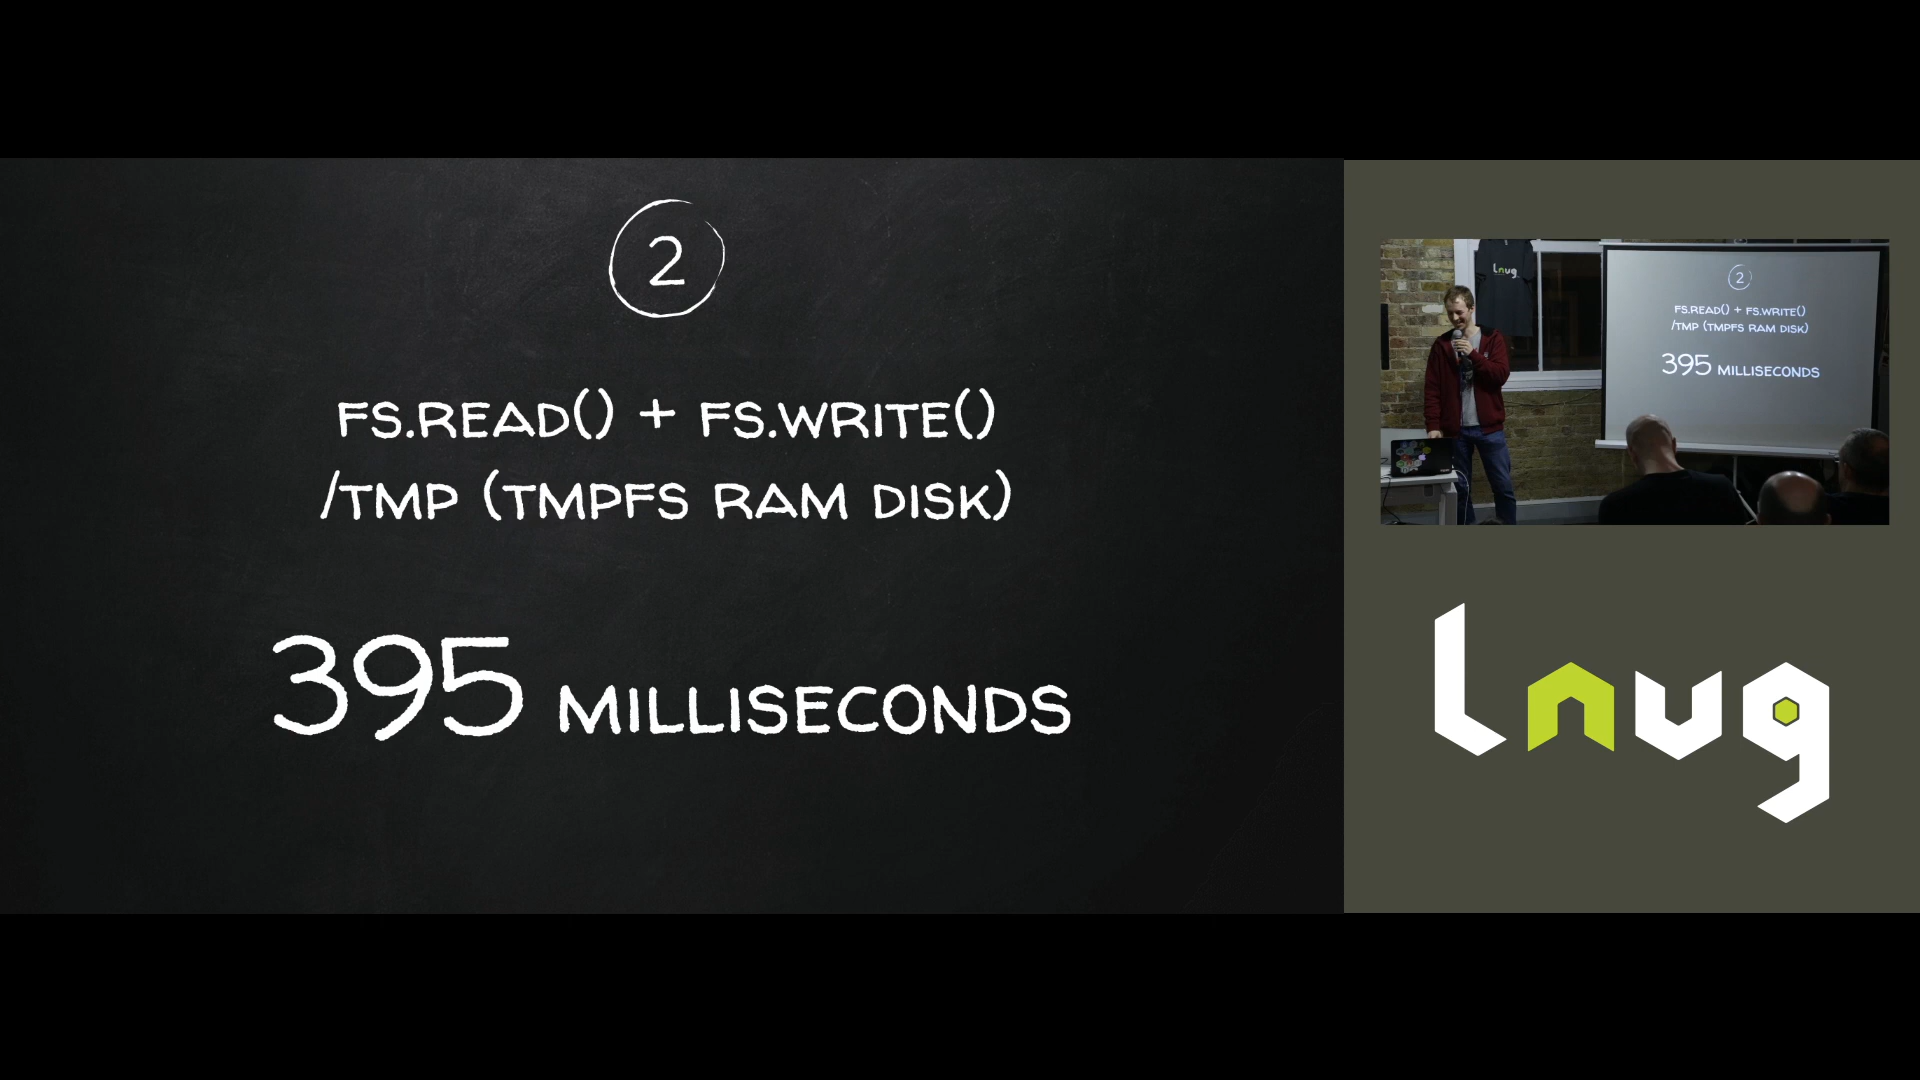 2
FS.READ() + FS.WRITE()
/TMP (TMPFS RAM DISK)
395 MILLISECONDS
Lnug
2
FS.READ() + FS.WRITE()
/TMP (TMPFS RAM DISK)
395 MILLISECONDS
Lnug